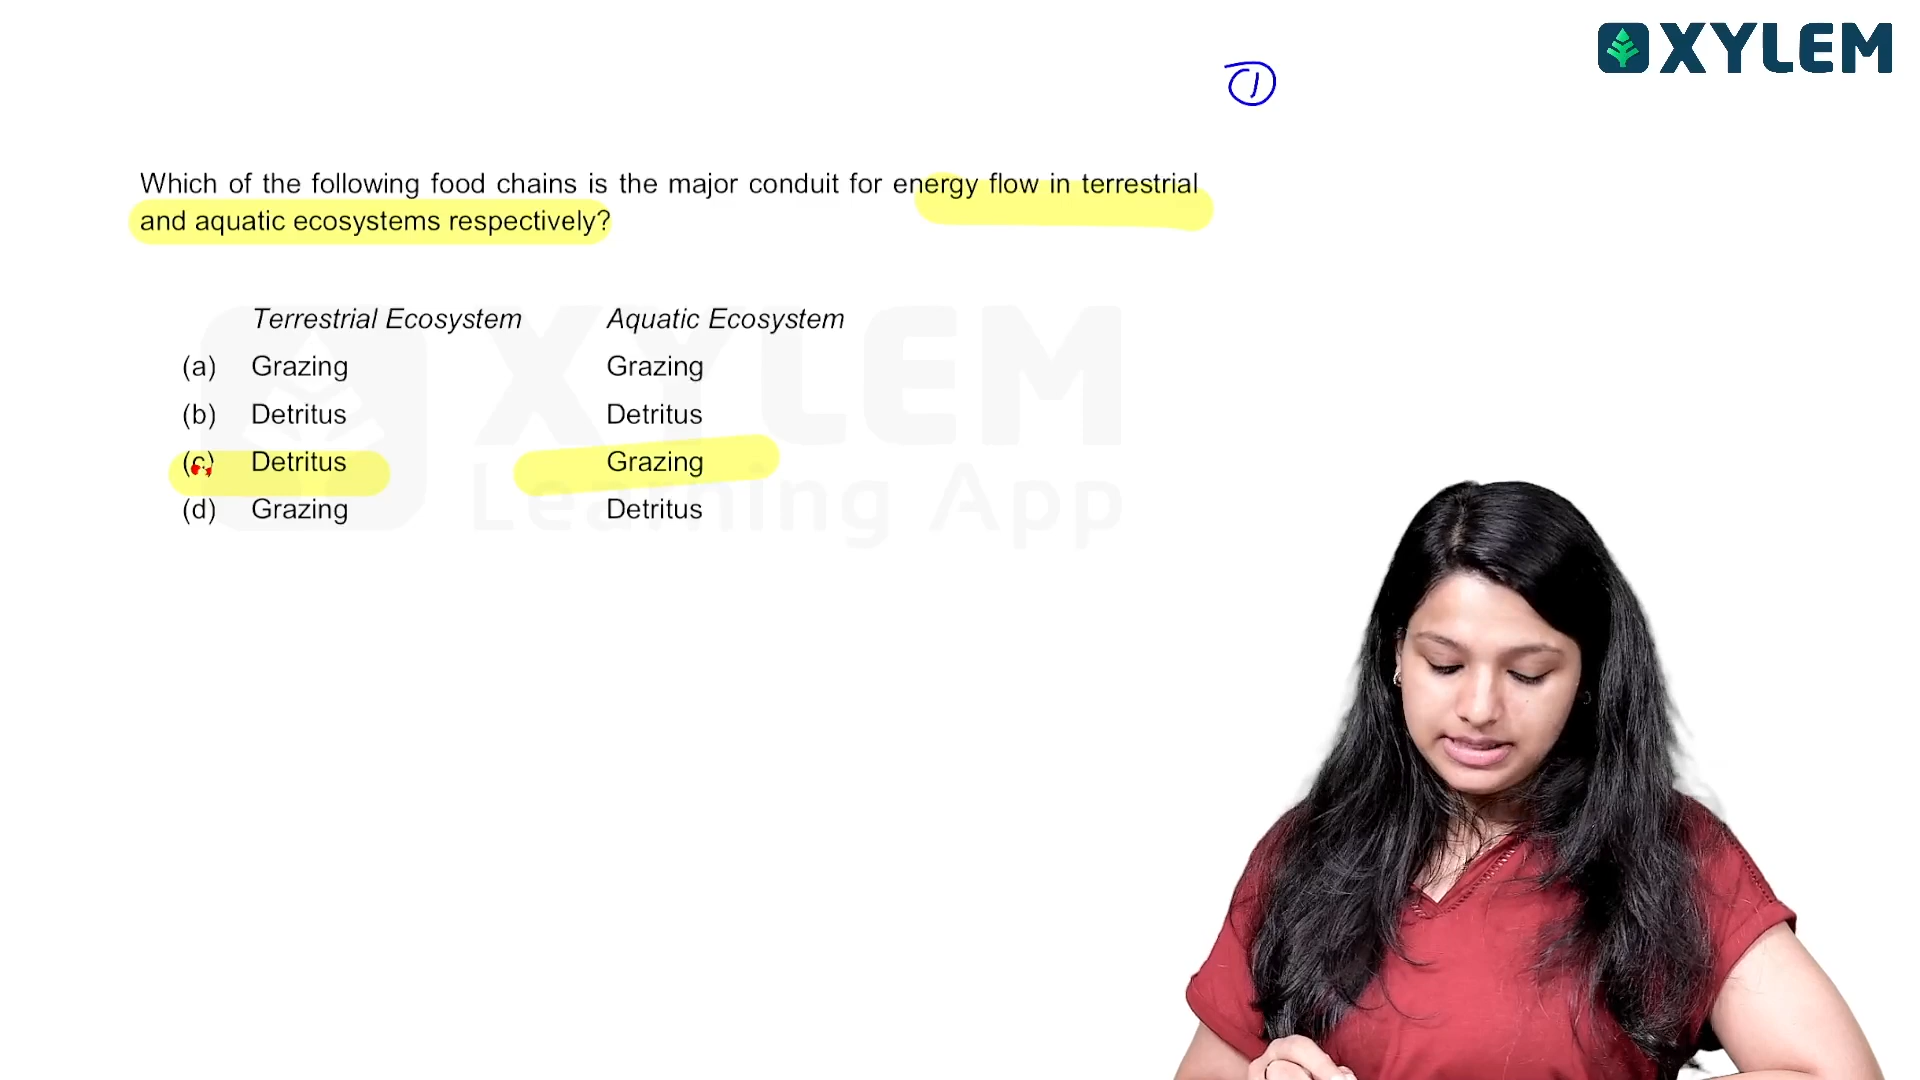 XYLEM
1
Which of the following food chains is the major conduit for energy flow in terrestrial
and aquatic ecosystems respectively?
Terrestrial Ecosystem Aquatic Ecosystem
(a) Grazing Grazing
(b) Detritus Detritus
(c) Detritus Grazing
(d) Grazing Detritus
XYLEM
Learning App